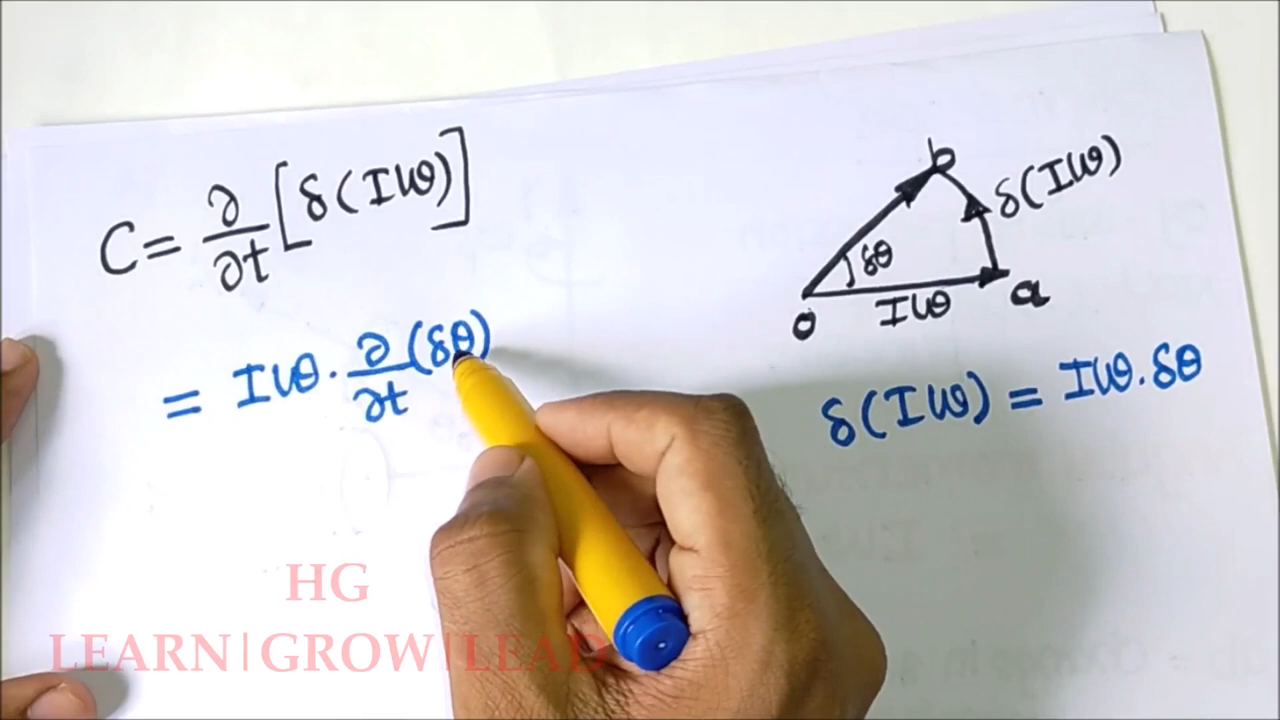 C = ∂/∂t [δ(Iω)]
= Iω · ∂/∂t (δθ)
b
δ(Iω)
δθ
o
Iω
a
δ(Iω) = Iω·δθ
HG
LEARN|GROW|LEAD